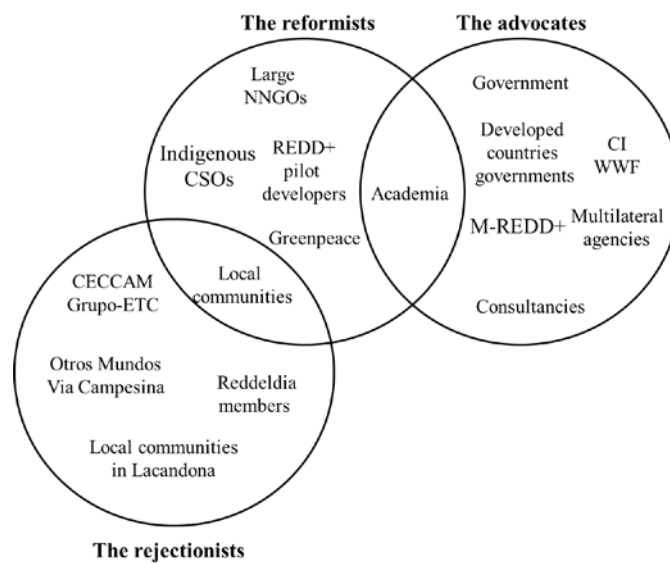 The reformists
The advocates
Large
NNGOs
Indigenous
CSOs
REDD+
pilot
developers
Greenpeace
Local
communities
Academia
Government
Developed
countries
governments
CI
WWF
M-REDD+
Multilateral
agencies
Consultancies
CECCAM
Grupo-ETC
Otros Mundos
Via Campesina
Reddeldia
members
Local communities
in Lacandona
The rejectionists